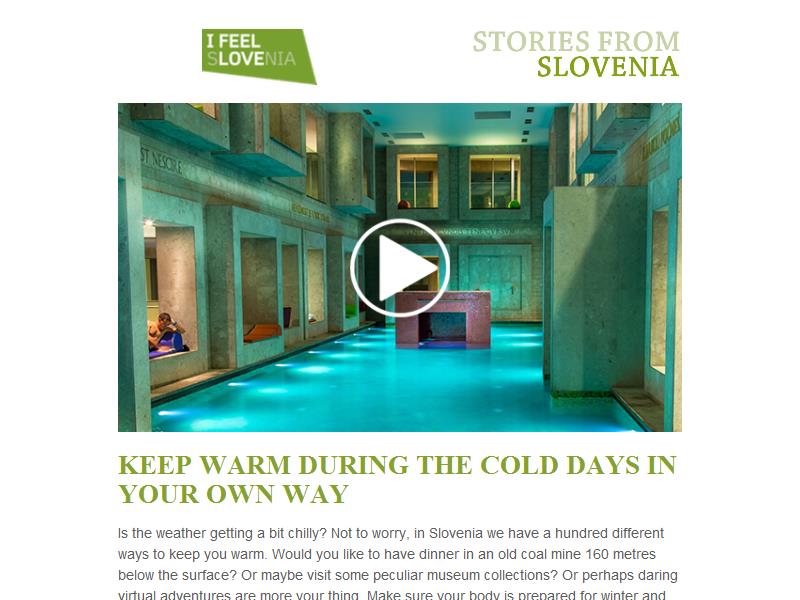 I FEEL
SLOVENIA
STORIES FROM
SLOVENIA
KEEP WARM DURING THE COLD DAYS IN
YOUR OWN WAY
Is the weather getting a bit chilly? Not to worry, in Slovenia we have a hundred different
ways to keep you warm. Would you like to have dinner in an old coal mine 160 metres
below the surface? Or maybe visit some peculiar museum collections? Or perhaps daring
virtual adventures are more your thing. Make sure your body is prepared for winter and